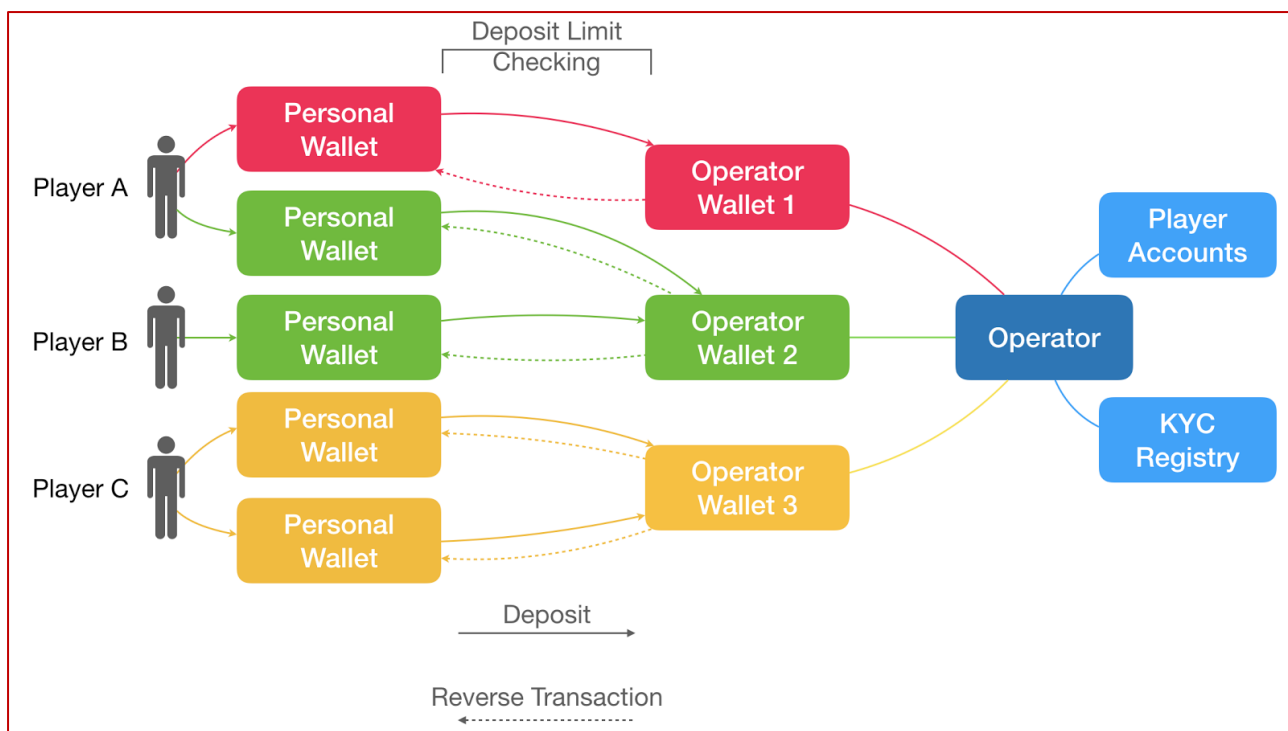 Deposit Limit
Checking
Personal
Wallet
Operator
Wallet 1
Player A
Personal
Wallet
Player
Accounts
Player B
Personal
Wallet
Operator
Wallet 2
Operator
Personal
Wallet
KYC
Registry
Player C
Operator
Wallet 3
Personal
Wallet
Deposit
Reverse Transaction